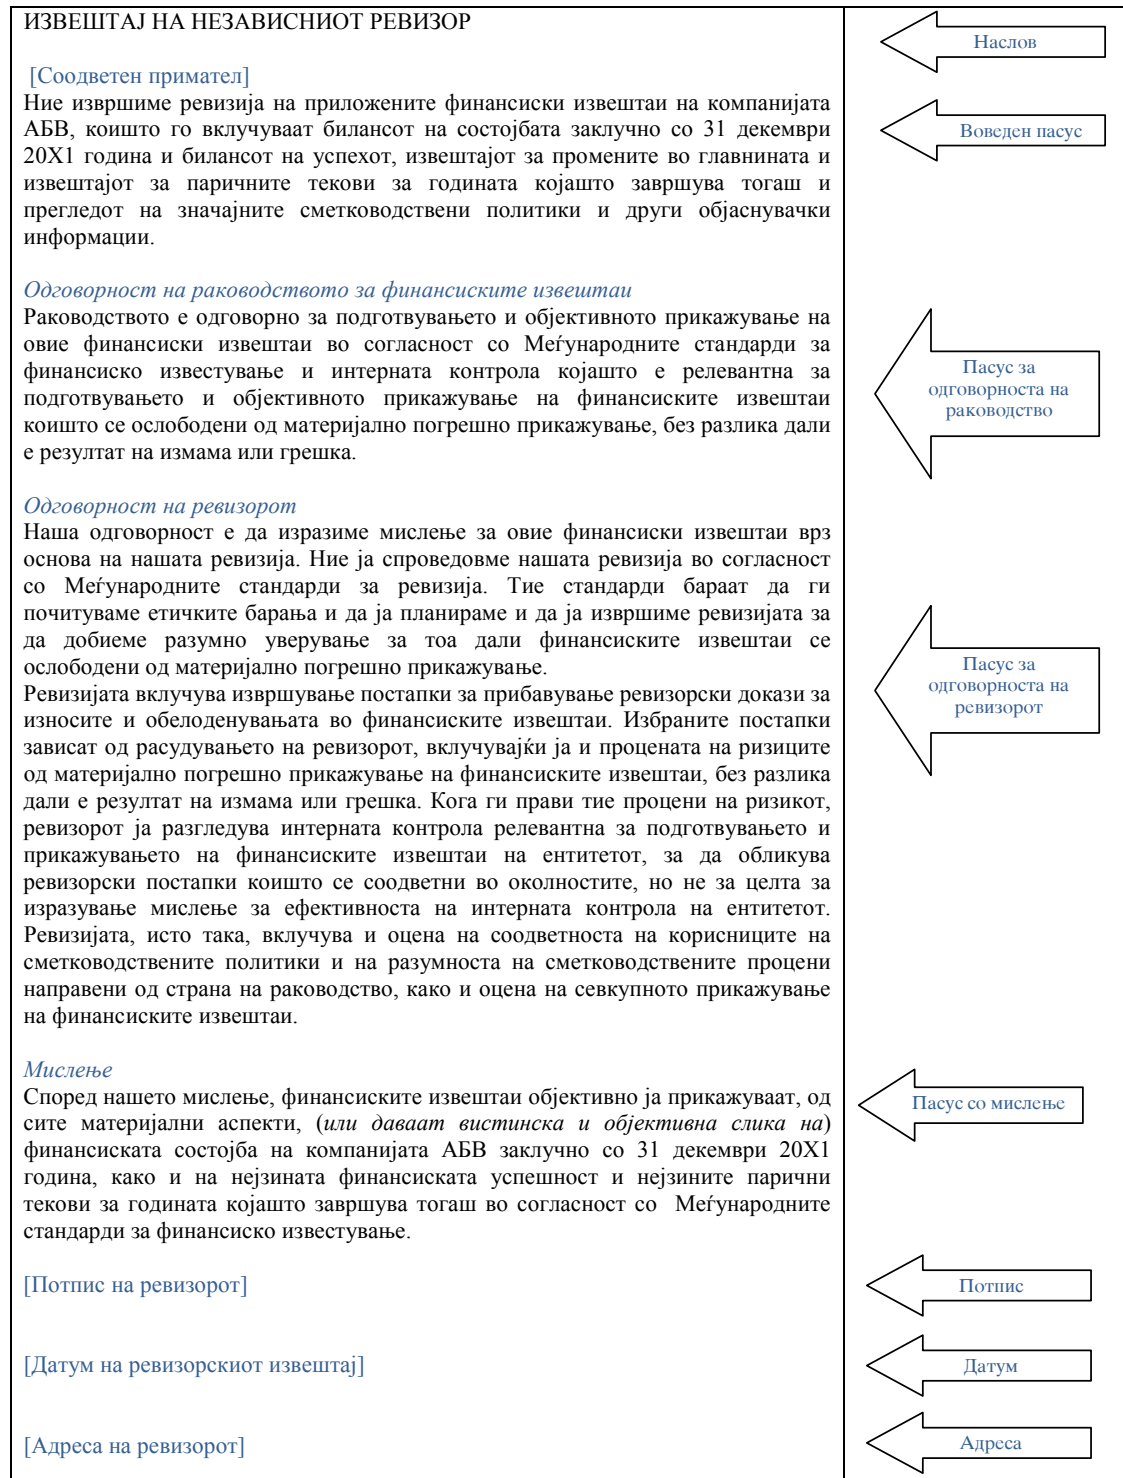 ИЗВЕШТАЈ НА НЕЗАВИСНИОТ РЕВИЗОР
Наслов
[Соодветен примател]
Ние извршиме ревизија на приложените финансиски извештаи на компанијата
АБВ, коишто го вклучуваат билансот на состојбата заклучно со 31 декември
20X1 година и билансот на успехот, извештајот за промените во главнината и
извештајот за паричните текови за годината којашто завршува тогаш и
прегледот на значајните сметководствени политики и други објаснувачки
информации.
Воведен пасус
Одговорност на раководството за финансиските извештаи
Раководството е одговорно за подготвувањето и објективното прикажување на
овие финансиски извештаи во согласност со Меѓународните стандарди за
финансиско известување и интерната контрола којашто е релевантна за
подготвувањето и објективното прикажување на финансиските извештаи
коишто се ослободени од материјално погрешно прикажување, без разлика дали
е резултат на измама или грешка.
Пасус за
одговорноста на
раководство
Одговорност на ревизорот
Наша одговорност е да изразиме мислење за овие финансиски извештаи врз
основа на нашата ревизија. Ние ја спроведовме нашата ревизија во согласност
со Меѓународните стандарди за ревизија. Тие стандарди бараат да ги
почитуваме етичките барања и да ја планираме и да ја извршиме ревизијата за
да добиеме разумно уверување за тоа дали финансиските извештаи се
ослободени од материјално погрешно прикажување.
Ревизијата вклучува извршување постапки за прибавување ревизорски докази за
износите и обелоденувањата во финансиските извештаи. Избраните постапки
зависат од расудувањето на ревизорот, вклучувајќи ја и процената на ризиците
од материјално погрешно прикажување на финансиските извештаи, без разлика
дали е резултат на измама или грешка. Кога ги прави тие процени на ризикот,
ревизорот ја разгледува интерната контрола релевантна за подготвувањето и
прикажувањето на финансиските извештаи на ентитетот, за да обликува
ревизорски постапки коишто се соодветни во околностите, но не за целта за
изразување мислење за ефективноста на интерната контрола на ентитетот.
Ревизијата, исто така, вклучува и оцена на соодветноста на корисниците на
сметководствените политики и на разумноста на сметководствените процени
направени од страна на раководство, како и оцена на севкупното прикажување
на финансиските извештаи.
Пасус за
одговорноста на
ревизорот
Мислење
Според нашето мислење, финансиските извештаи објективно ја прикажуваат, од
сите материјални аспекти, (или даваат вистинска и објективна слика на)
финансиската состојба на компанијата АБВ заклучно со 31 декември 20X1
година, како и на нејзината финансиската успешност и нејзините парични
текови за годината којашто завршува тогаш во согласност со Меѓународните
стандарди за финансиско известување.
Пасус со мислење
[Потпис на ревизорот]
Потпис
[Датум на ревизорскиот извештај]
Датум
[Адреса на ревизорот]
Адреса